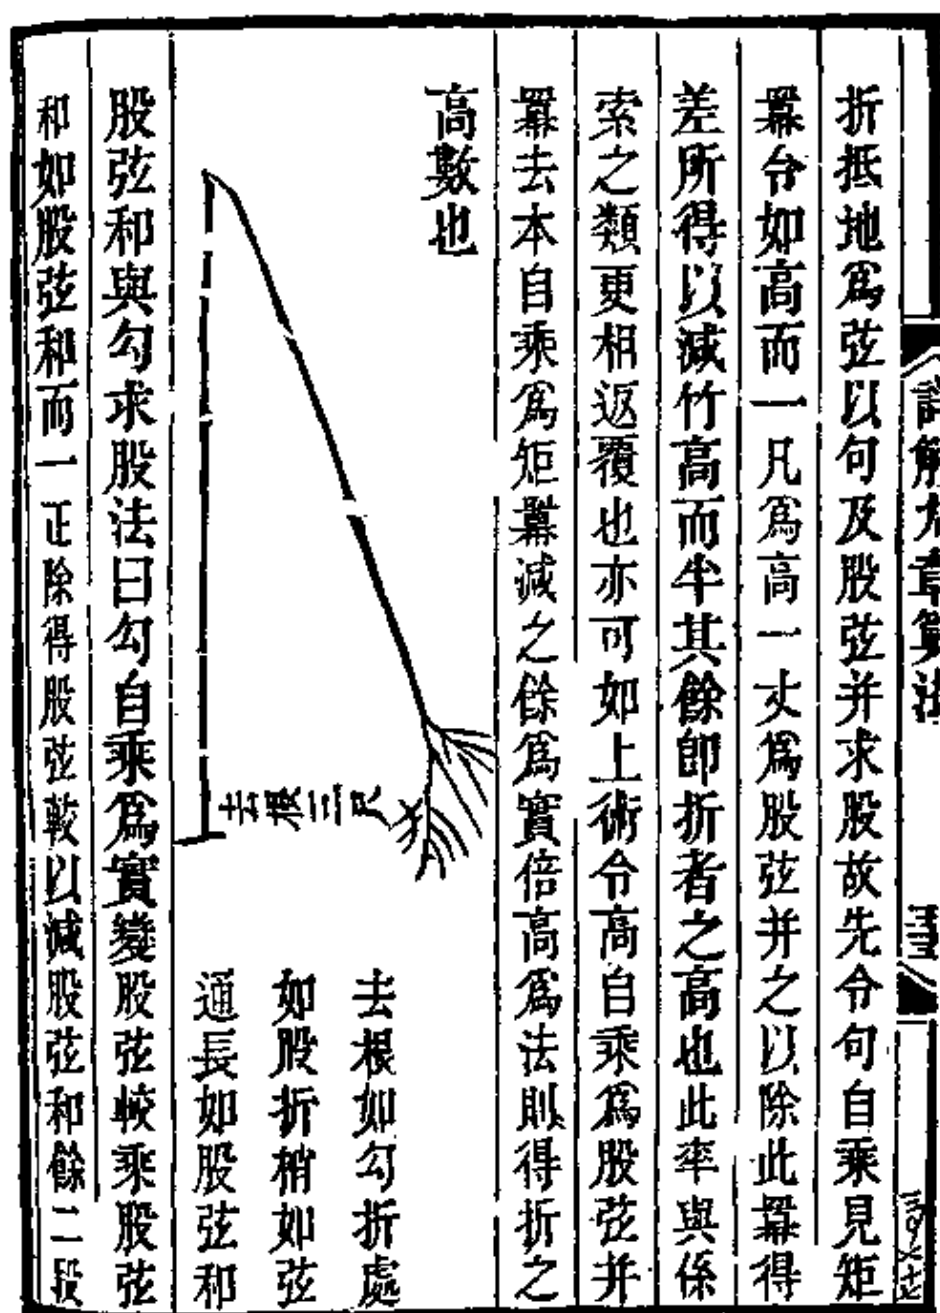 詳解九章算法
折抵地爲弦以句及股弦并求股故先令句自乘見矩
羃令如高而一凡爲高一丈爲股弦并之以除此羃得
差所得以減竹高而半其餘即折者之高也此率與係
索之類更相返覆也亦可如上術令高自乘爲股弦并
羃去本自乘爲矩羃減之餘爲實倍高爲法則得折之
高數也
去根三尺
去根如勾折處
如股折梢如弦
通長如股弦和
股弦和與勾求股法曰勾自乘爲實變股弦較乘股弦
和如股弦和而一正除得股弦較以減股弦和餘二段